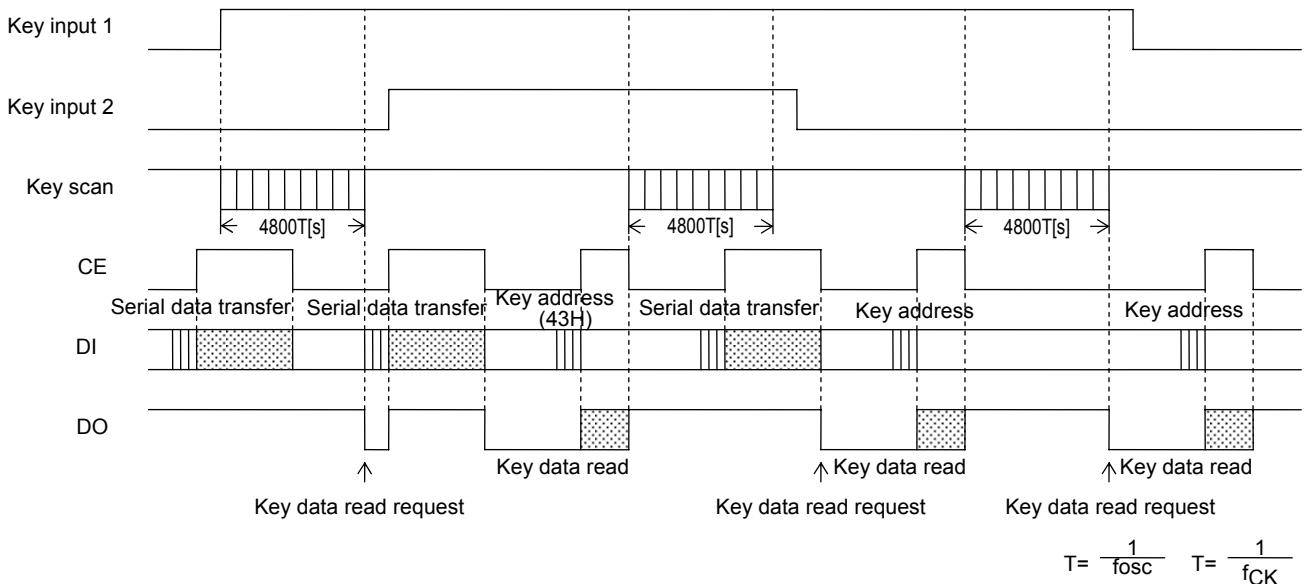 Key input 1
Key input 2
Key scan
4800T[s] 4800T[s] 4800T[s]
CE
Serial data transfer Serial data transfer Key address (43H) Serial data transfer Key address Key address
DI
DO
Key data read Key data read Key data read
Key data read request Key data read request Key data read request
T= 1/fosc T= 1/fCK